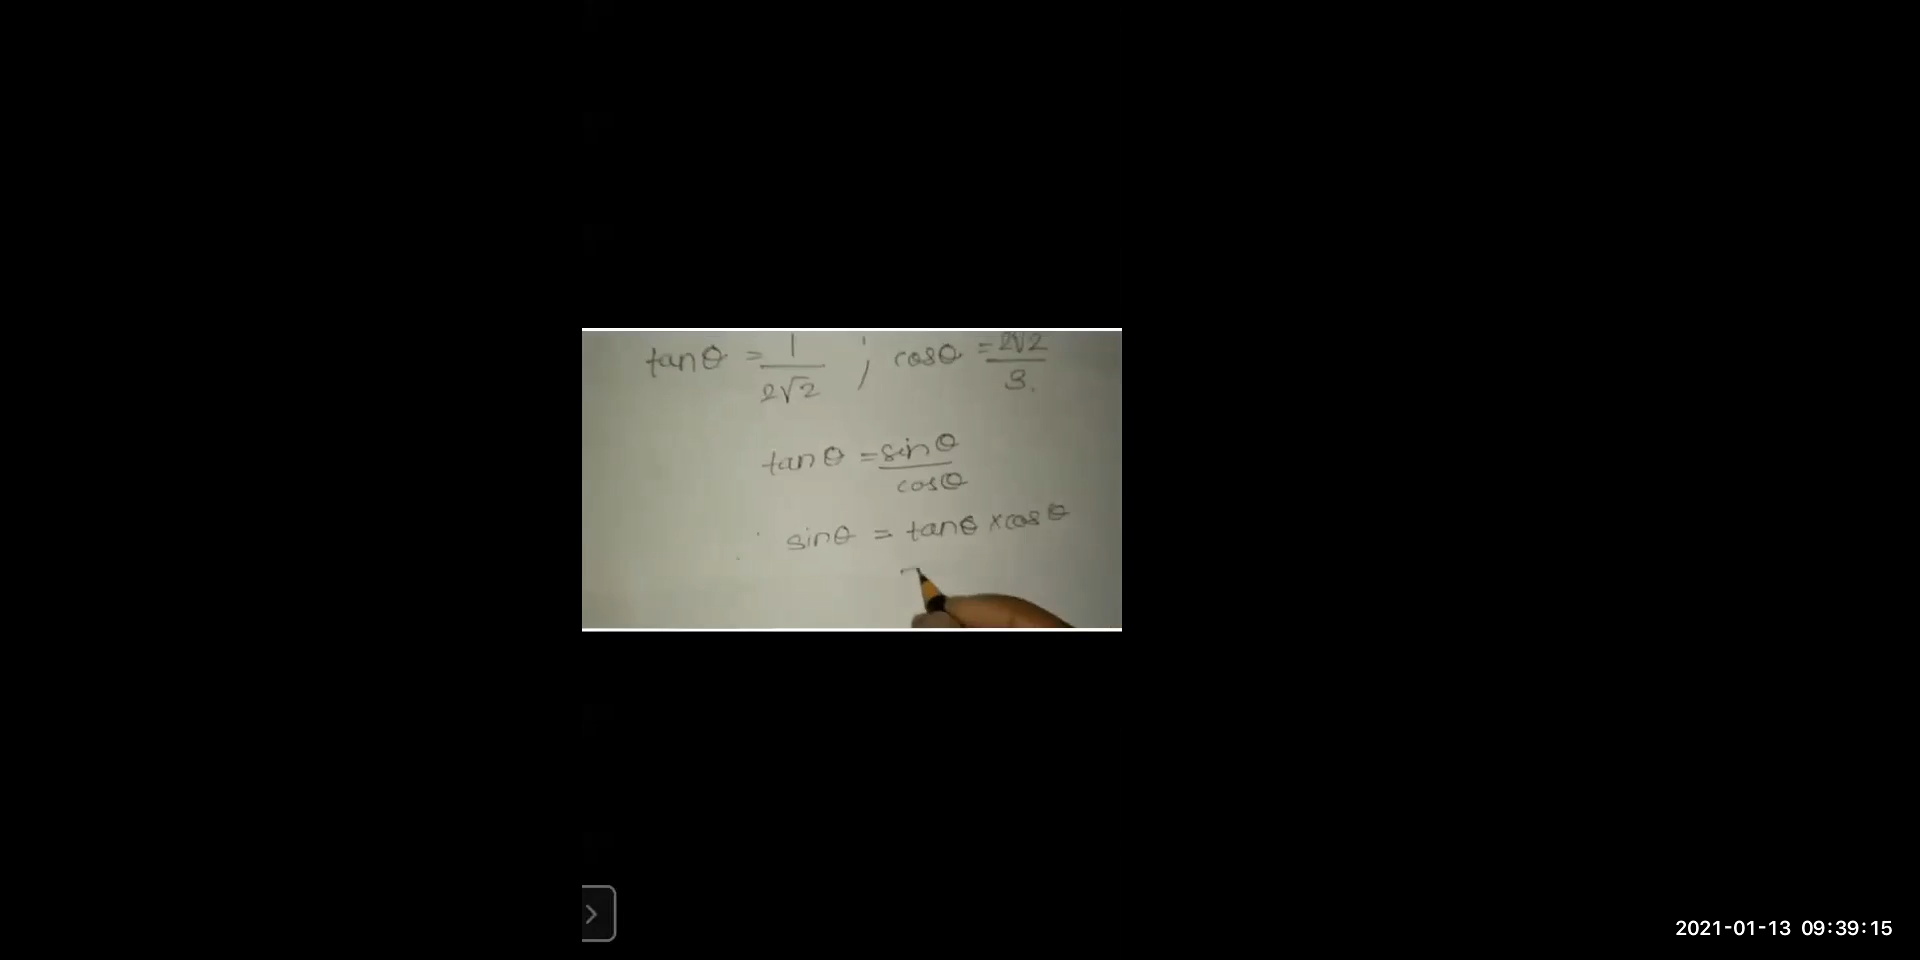 tanθ = 1/2√2 ; cosθ = 2√2/3.
tanθ = sinθ/cosθ
sinθ = tanθ × cosθ
2021-01-13 09:39:15